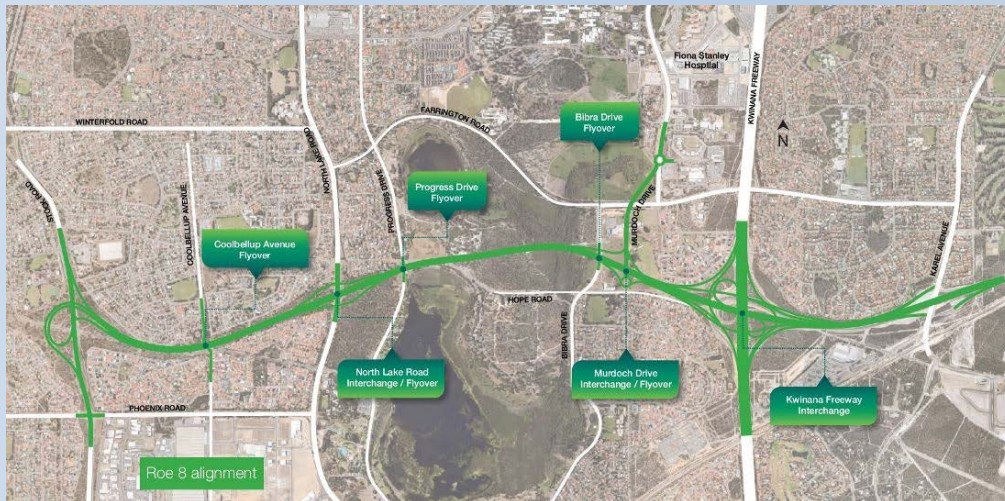 Fiona Stanley
Hosptial
KWINANA FREEWAY
Bibra Drive
Flyover
FARRINGTON ROAD
WINTERFOLD ROAD
N
NORTH LAKE ROAD
PROGRESS DRIVE
Progress Drive
Flyover
STOCK ROAD
COOLBELLUP AVENUE
Coolbellup Avenue
Flyover
MURDOCH DRIVE
KAREL AVENUE
HOPE ROAD
BIBRA DRIVE
North Lake Road
Interchange / Flyover
Murdoch Drive
Interchange / Flyover
Kwinana Freeway
Interchange
PHOENIX ROAD
Roe 8 alignment